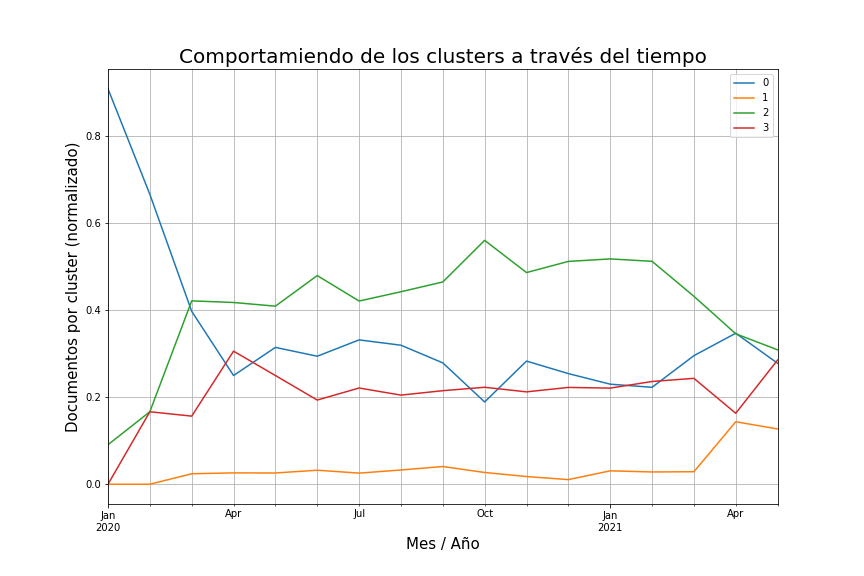 Comportamiendo de los clusters a través del tiempo
0
1
2
3
Documentos por cluster (normalizado)
0.8
0.6
0.4
0.2
0.0
Jan
2020
Apr
Jul
Oct
Jan
2021
Apr
Mes / Año